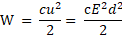 W = cu²/2 = cE²d²/2